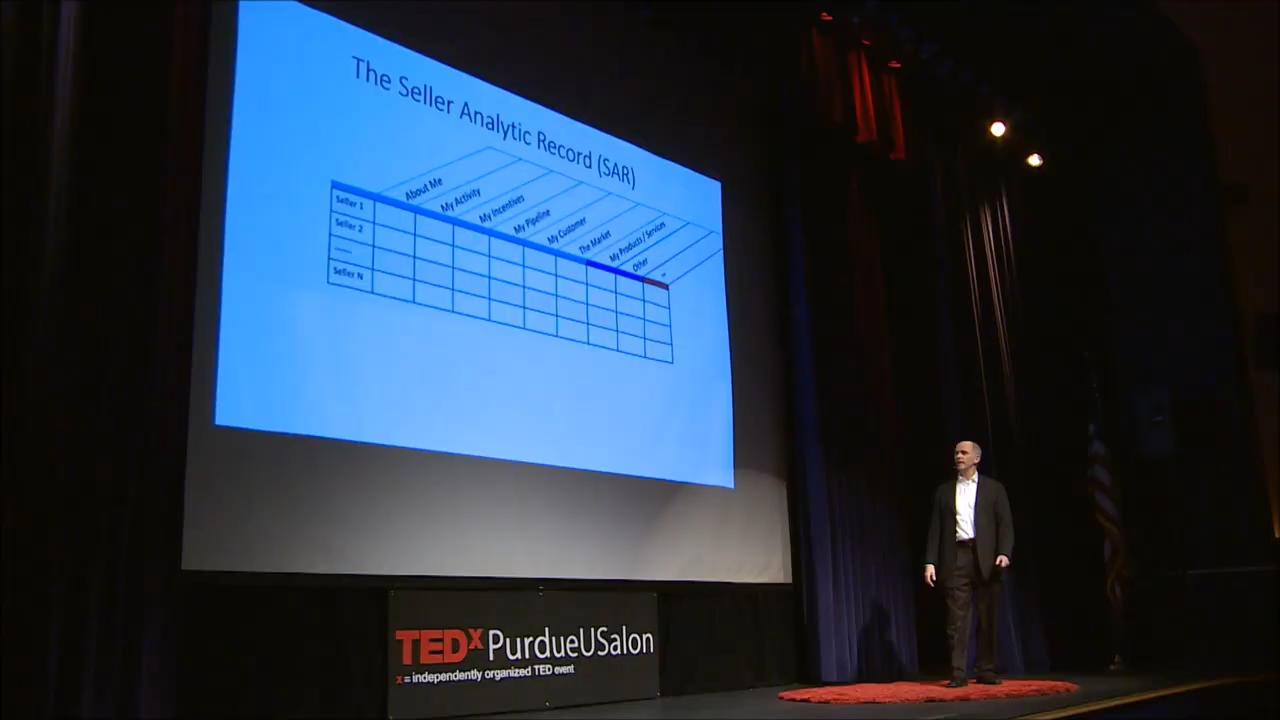 The Seller Analytic Record (SAR)
About Me
My Activity
My Incentives
My Pipeline
My Customer
The Market
My Products / Services
Other
...
Seller 1
Seller 2
......
Seller N
TEDx PurdueUSalon
x = independently organized TED event